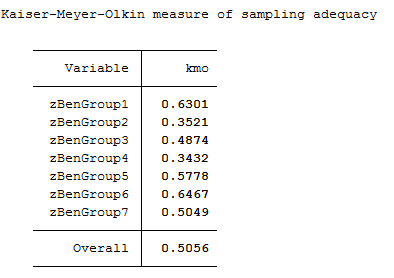 Kaiser-Meyer-Olkin measure of sampling adequacy
Variable kmo
zBenGroup1 0.6301
zBenGroup2 0.3521
zBenGroup3 0.4874
zBenGroup4 0.3432
zBenGroup5 0.5778
zBenGroup6 0.6467
zBenGroup7 0.5049
Overall 0.5056